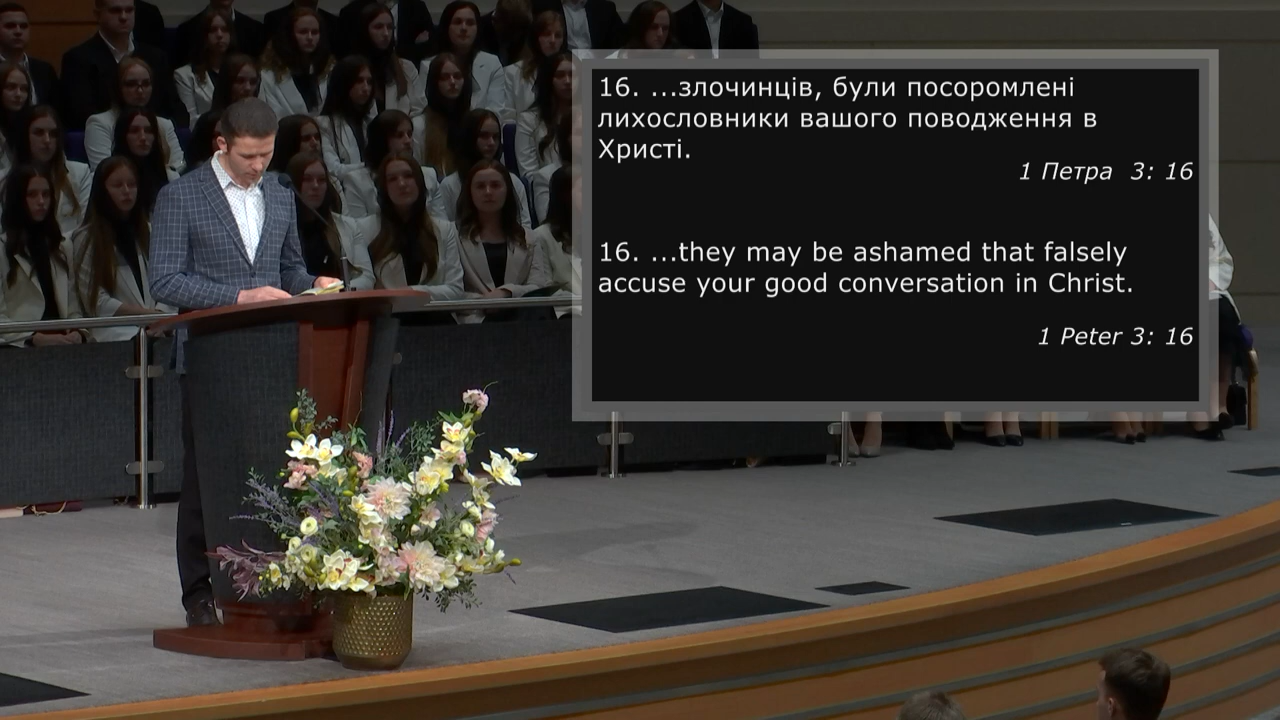 16. ...злочинців, були посоромлені
лихословники вашого поводження в
Христі.
1 Петра 3: 16
16. ...they may be ashamed that falsely
accuse your good conversation in Christ.
1 Peter 3: 16